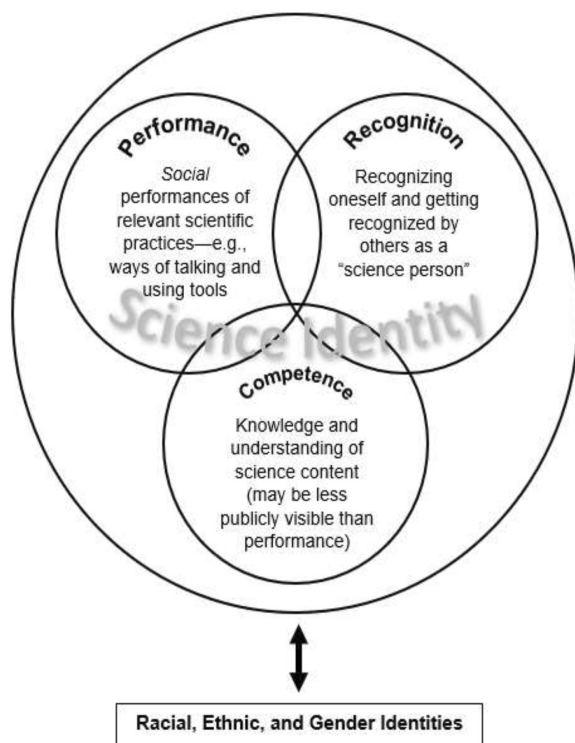 Performance
Social
performances of
relevant scientific
practices—e.g.,
ways of talking and
using tools
Recognition
Recognizing
oneself and getting
recognized by
others as a
“science person”
Science Identity
Competence
Knowledge and
understanding of
science content
(may be less
publicly visible than
performance)
Racial, Ethnic, and Gender Identities